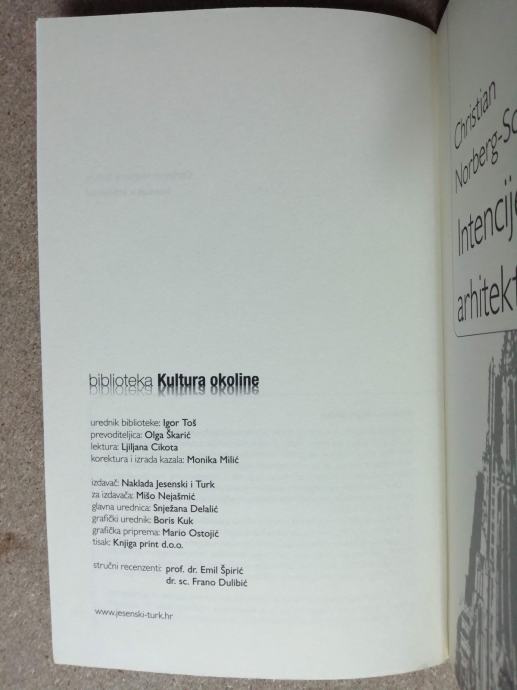 biblioteka Kultura okoline
urednik biblioteke: Igor Toš
prevoditeljica: Olga Škarić
lektura: Ljiljana Cikota
korektura i izrada kazala: Monika Milić
izdavač: Naklada Jesenski i Turk
za izdavača: Mišo Nejašmić
glavna urednica: Snježana Delalić
grafički urednik: Boris Kuk
grafička priprema: Mario Ostojić
tisak: Knjiga print d.o.o.
stručni recenzenti: prof. dr. Emil Špirić
dr. sc. Frano Dulibić
www.jesenski-turk.hr
Christian
Norberg-Sc
Intencije
arhitekt